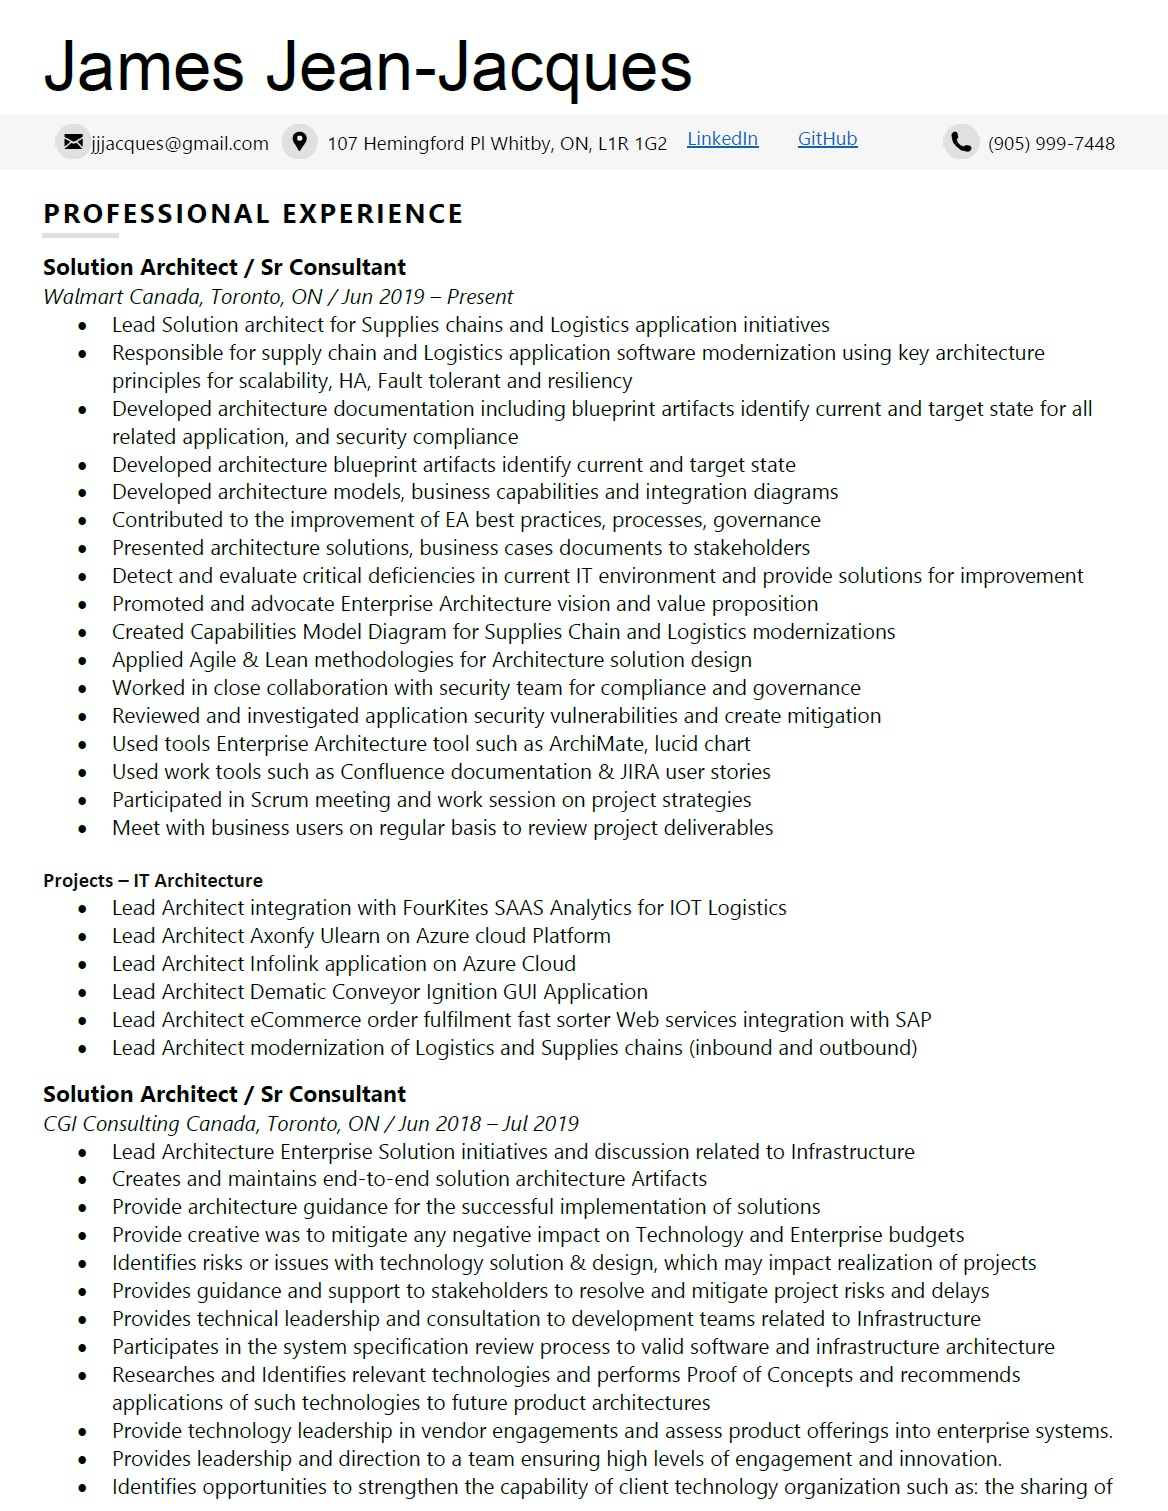 James Jean-Jacques
jjjacques@gmail.com 107 Hemingford Pl Whitby, ON, L1R 1G2 LinkedIn GitHub (905) 999-7448
PROFESSIONAL EXPERIENCE
Solution Architect / Sr Consultant
Walmart Canada, Toronto, ON / Jun 2019 – Present
• Lead Solution architect for Supplies chains and Logistics application initiatives
• Responsible for supply chain and Logistics application software modernization using key architecture
principles for scalability, HA, Fault tolerant and resiliency
• Developed architecture documentation including blueprint artifacts identify current and target state for all
related application, and security compliance
• Developed architecture blueprint artifacts identify current and target state
• Developed architecture models, business capabilities and integration diagrams
• Contributed to the improvement of EA best practices, processes, governance
• Presented architecture solutions, business cases documents to stakeholders
• Detect and evaluate critical deficiencies in current IT environment and provide solutions for improvement
• Promoted and advocate Enterprise Architecture vision and value proposition
• Created Capabilities Model Diagram for Supplies Chain and Logistics modernizations
• Applied Agile & Lean methodologies for Architecture solution design
• Worked in close collaboration with security team for compliance and governance
• Reviewed and investigated application security vulnerabilities and create mitigation
• Used tools Enterprise Architecture tool such as ArchiMate, lucid chart
• Used work tools such as Confluence documentation & JIRA user stories
• Participated in Scrum meeting and work session on project strategies
• Meet with business users on regular basis to review project deliverables
Projects – IT Architecture
• Lead Architect integration with FourKites SAAS Analytics for IOT Logistics
• Lead Architect Axonfy Ulearn on Azure cloud Platform
• Lead Architect Infolink application on Azure Cloud
• Lead Architect Dematic Conveyor Ignition GUI Application
• Lead Architect eCommerce order fulfilment fast sorter Web services integration with SAP
• Lead Architect modernization of Logistics and Supplies chains (inbound and outbound)
Solution Architect / Sr Consultant
CGI Consulting Canada, Toronto, ON / Jun 2018 – Jul 2019
• Lead Architecture Enterprise Solution initiatives and discussion related to Infrastructure
• Creates and maintains end-to-end solution architecture Artifacts
• Provide architecture guidance for the successful implementation of solutions
• Provide creative was to mitigate any negative impact on Technology and Enterprise budgets
• Identifies risks or issues with technology solution & design, which may impact realization of projects
• Provides guidance and support to stakeholders to resolve and mitigate project risks and delays
• Provides technical leadership and consultation to development teams related to Infrastructure
• Participates in the system specification review process to valid software and infrastructure architecture
• Researches and Identifies relevant technologies and performs Proof of Concepts and recommends
applications of such technologies to future product architectures
• Provide technology leadership in vendor engagements and assess product offerings into enterprise systems.
• Provides leadership and direction to a team ensuring high levels of engagement and innovation.
• Identifies opportunities to strengthen the capability of client technology organization such as: the sharing of